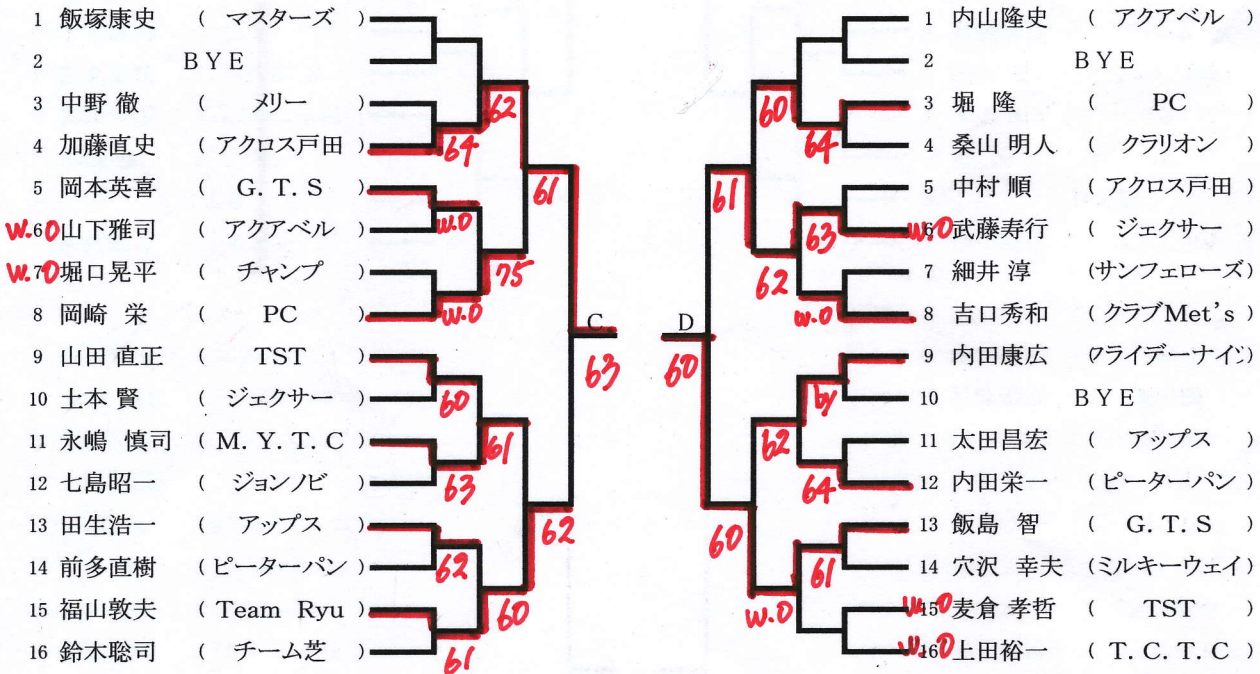 1 飯塚康史 ( マスターズ )
2 BYE
3 中野 徹 ( メリー )
4 加藤直史 ( アクロス戸田 )
5 岡本英喜 ( G. T. S )
W.O 6 山下雅司 ( アクアベル )
W.O 7 堀口晃平 ( チャンプ )
8 岡崎 栄 ( PC )
9 山田 直正 ( TST )
10 土本 賢 ( ジェクサー )
11 永嶋 慎司 ( M. Y. T. C )
12 七島昭一 ( ジョンノビ )
13 田生浩一 ( アップス )
14 前多直樹 ( ピーターパン )
15 福山敦夫 ( Team Ryu )
16 鈴木聡司 ( チーム芝 )
64
W.O
W.O
60
63
62
61
62
75
61
60
61
62
C
63
1 内山隆史 ( アクアベル )
2 BYE
3 堀 隆 ( PC )
4 桑山 明人 ( クラリオン )
5 中村 順 ( アクロス戸田 )
W.O 6 武藤寿行 ( ジェクサー )
7 細井 淳 (サンフェローズ)
8 吉口秀和 ( クラブMet's )
9 内田康広 (フライデーナイツ)
10 BYE
11 太田昌宏 ( アップス )
12 内田栄一 (ピーターパン)
13 飯島 智 ( G. T. S )
14 穴沢 幸夫 (ミルキーウェイ)
W.O 15 麦倉 孝哲 ( TST )
W.O 16 上田裕一 ( T. C. T. C )
64
63
W.O
by
64
61
60
62
62
W.O
61
60
D
60